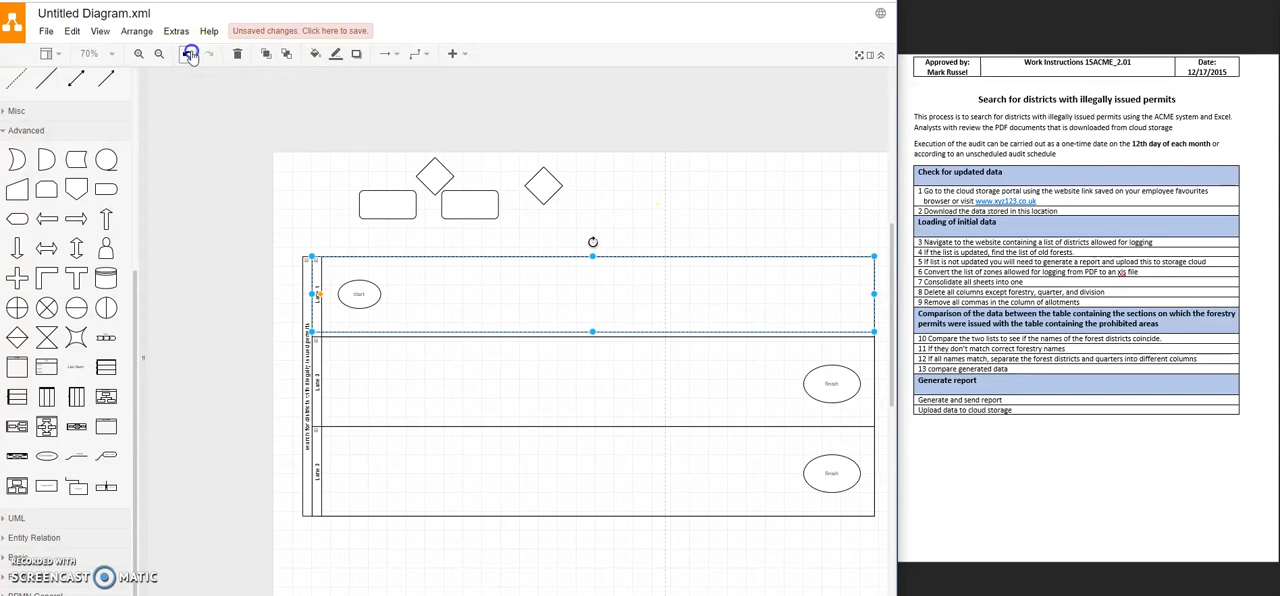 Untitled Diagram.xml
File Edit View Arrange Extras Help Unsaved changes. Click here to save.
70%
Misc
Advanced
List Item
UML
Entity Relation
RECORDED WITH
SCREENCAST MATIC
start
Lane 1
finish
finish
Lane 3
search for districts with illegally issued permits
Approved by:
Mark Russel
Work Instructions 15ACME_2.01
Date:
12/17/2015
Search for districts with illegally issued permits
This process is to search for districts with illegally issued permits using the ACME system and Excel.
Analysts with review the PDF documents that is downloaded from cloud storage
Execution of the audit can be carried out as a one-time date on the 12th day of each month or
according to an unscheduled audit schedule
Check for updated data
1 Go to the cloud storage portal using the website link saved on your employee favourites
browser or visit www.xyz123.co.uk
2 Download the data stored in this location
Loading of initial data
3 Navigate to the website containing a list of districts allowed for logging
4 If the list is updated, find the list of old forests.
5 If list is not updated you will need to generate a report and upload this to storage cloud
6 Convert the list of zones allowed for logging from PDF to an xls file
7 Consolidate all sheets into one
8 Delete all columns except forestry, quarter, and division
9 Remove all commas in the column of allotments
Comparison of the data between the table containing the sections on which the forestry
permits were issued with the table containing the prohibited areas
10 Compare the two lists to see if the names of the forest districts coincide.
11 If they don't match correct forestry names
12 If all names match, separate the forest districts and quarters into different columns
13 compare generated data
Generate report
Generate and send report
Upload data to cloud storage